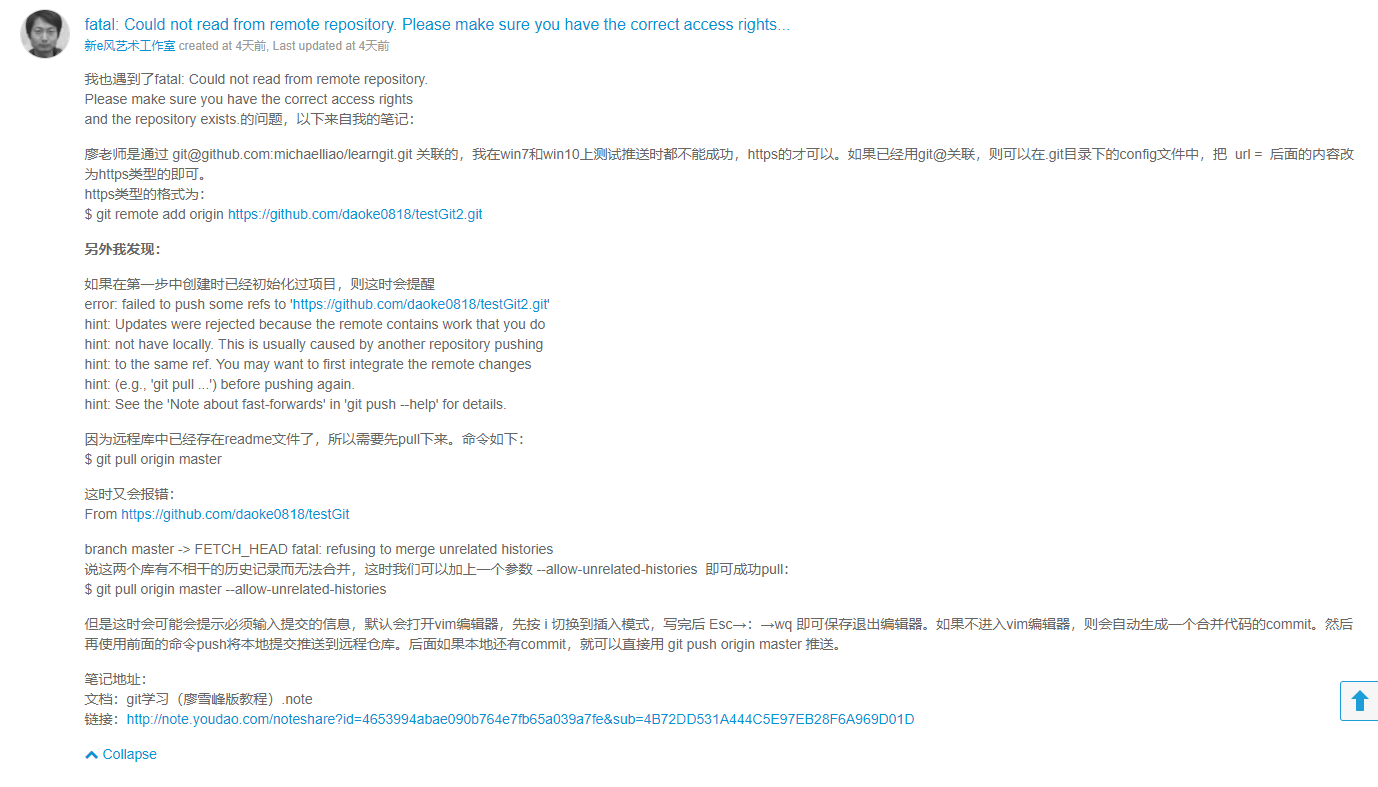 fatal: Could not read from remote repository. Please make sure you have the correct access rights...
新e风艺术工作室 created at 4天前, Last updated at 4天前
我也遇到了fatal: Could not read from remote repository.
Please make sure you have the correct access rights
and the repository exists.的问题，以下来自我的笔记：
廖老师是通过 git@github.com:michaelliao/learngit.git 关联的，我在win7和win10上测试推送时都不能成功，https的才可以。如果已经用git@关联，则可以在.git目录下的config文件中，把 url = 后面的内容改
为https类型的即可。
https类型的格式为：
$ git remote add origin https://github.com/daoke0818/testGit2.git
另外我发现：
如果在第一步中创建时已经初始化过项目，则这时会提醒
error: failed to push some refs to 'https://github.com/daoke0818/testGit2.git'
hint: Updates were rejected because the remote contains work that you do
hint: not have locally. This is usually caused by another repository pushing
hint: to the same ref. You may want to first integrate the remote changes
hint: (e.g., 'git pull ...') before pushing again.
hint: See the 'Note about fast-forwards' in 'git push --help' for details.
因为远程库中已经存在readme文件了，所以需要先pull下来。命令如下：
$ git pull origin master
这时又会报错：
From https://github.com/daoke0818/testGit
branch master -> FETCH_HEAD fatal: refusing to merge unrelated histories
说这两个库有不相干的历史记录而无法合并，这时我们可以加上一个参数 --allow-unrelated-histories 即可成功pull：
$ git pull origin master --allow-unrelated-histories
但是这时会可能会提示必须输入提交的信息，默认会打开vim编辑器，先按 i 切换到插入模式，写完后 Esc→：→wq 即可保存退出编辑器。如果不进入vim编辑器，则会自动生成一个合并代码的commit。然后
再使用前面的命令push将本地提交推送到远程仓库。后面如果本地还有commit，就可以直接用 git push origin master 推送。
笔记地址：
文档：git学习（廖雪峰版教程）.note
链接：http://note.youdao.com/noteshare?id=4653994abae090b764e7fb65a039a7fe&sub=4B72DD531A444C5E97EB28F6A969D01D
Collapse